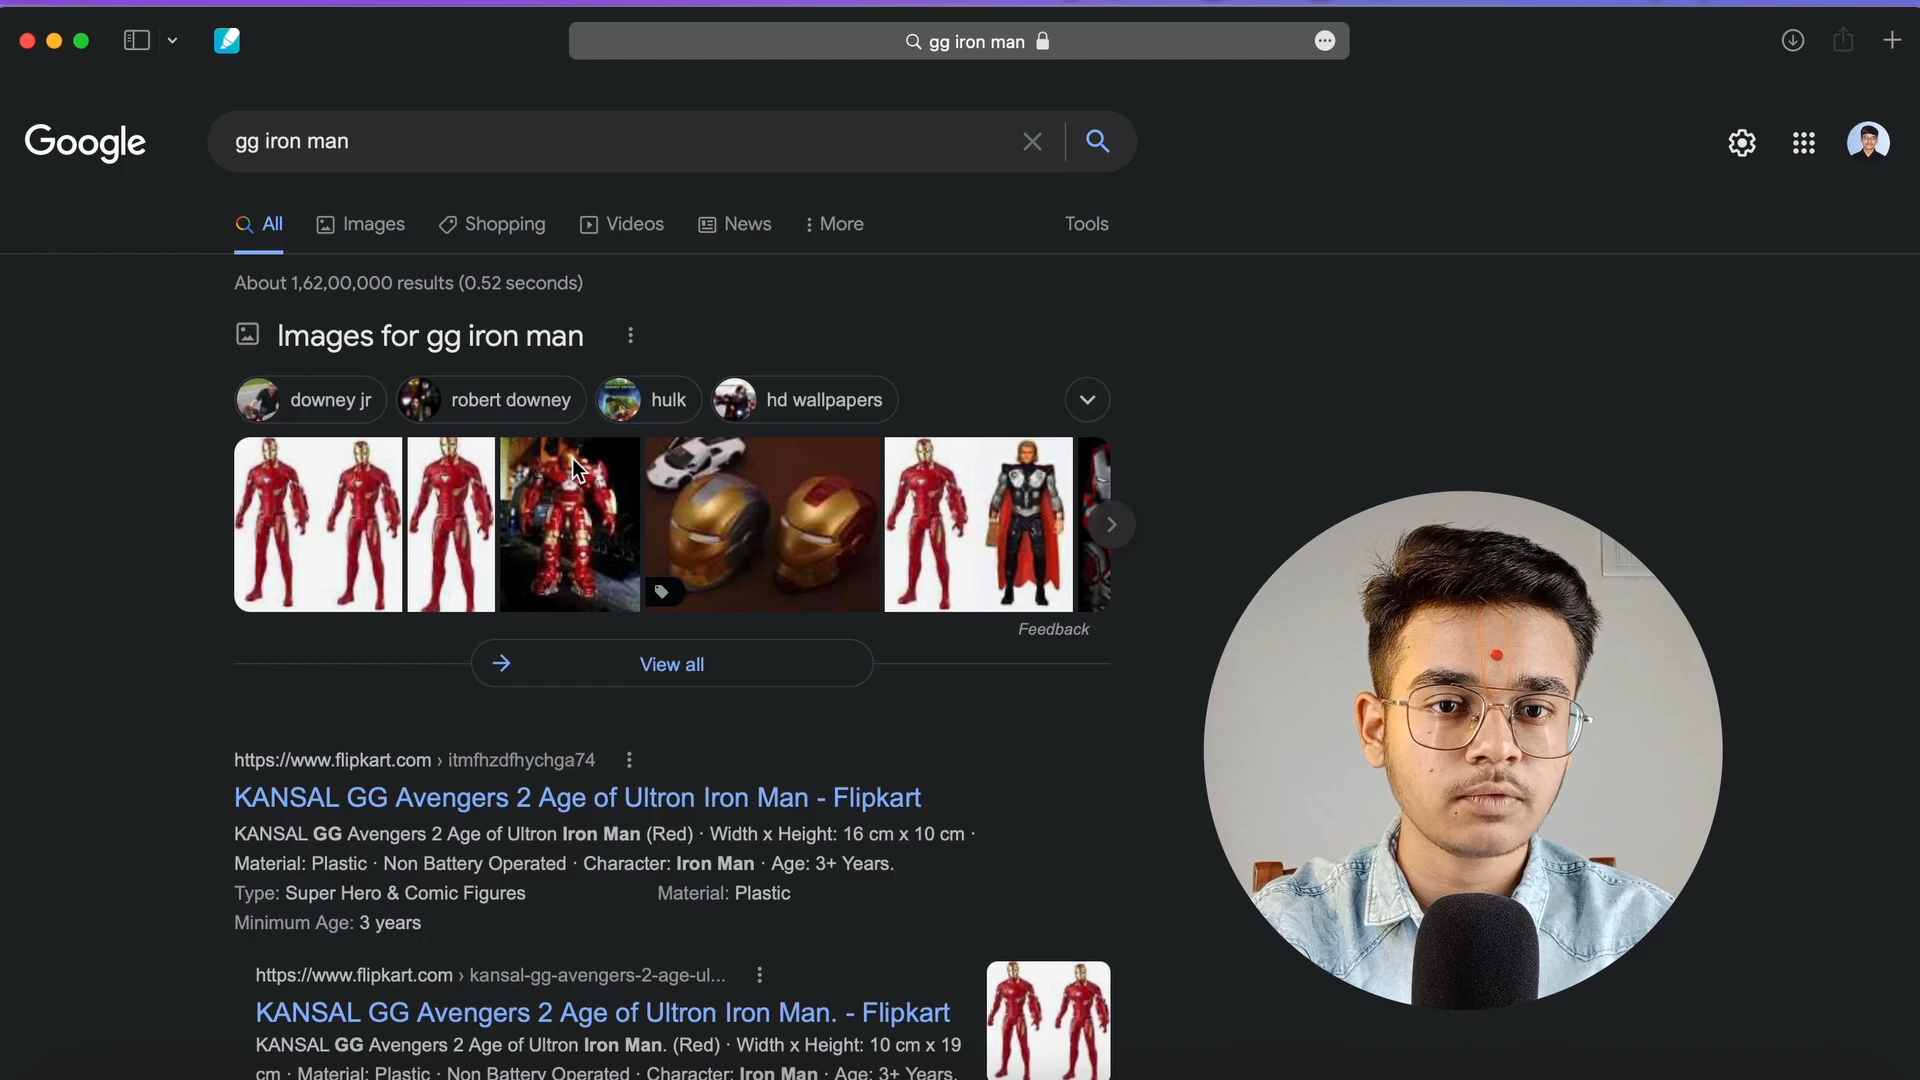 gg iron man
Google
gg iron man
All Images Shopping Videos News More Tools
About 1,62,00,000 results (0.52 seconds)
Images for gg iron man
downey jr robert downey hulk hd wallpapers
Feedback
View all
https://www.flipkart.com › itmfhzdfhychga74
KANSAL GG Avengers 2 Age of Ultron Iron Man - Flipkart
KANSAL GG Avengers 2 Age of Ultron Iron Man (Red) · Width x Height: 16 cm x 10 cm ·
Material: Plastic · Non Battery Operated · Character: Iron Man · Age: 3+ Years.
Type: Super Hero & Comic Figures Material: Plastic
Minimum Age: 3 years
https://www.flipkart.com › kansal-gg-avengers-2-age-ul...
KANSAL GG Avengers 2 Age of Ultron Iron Man. - Flipkart
KANSAL GG Avengers 2 Age of Ultron Iron Man. (Red) · Width x Height: 10 cm x 19
cm · Material: Plastic · Non Battery Operated · Character: Iron Man · Age: 3+ Years.